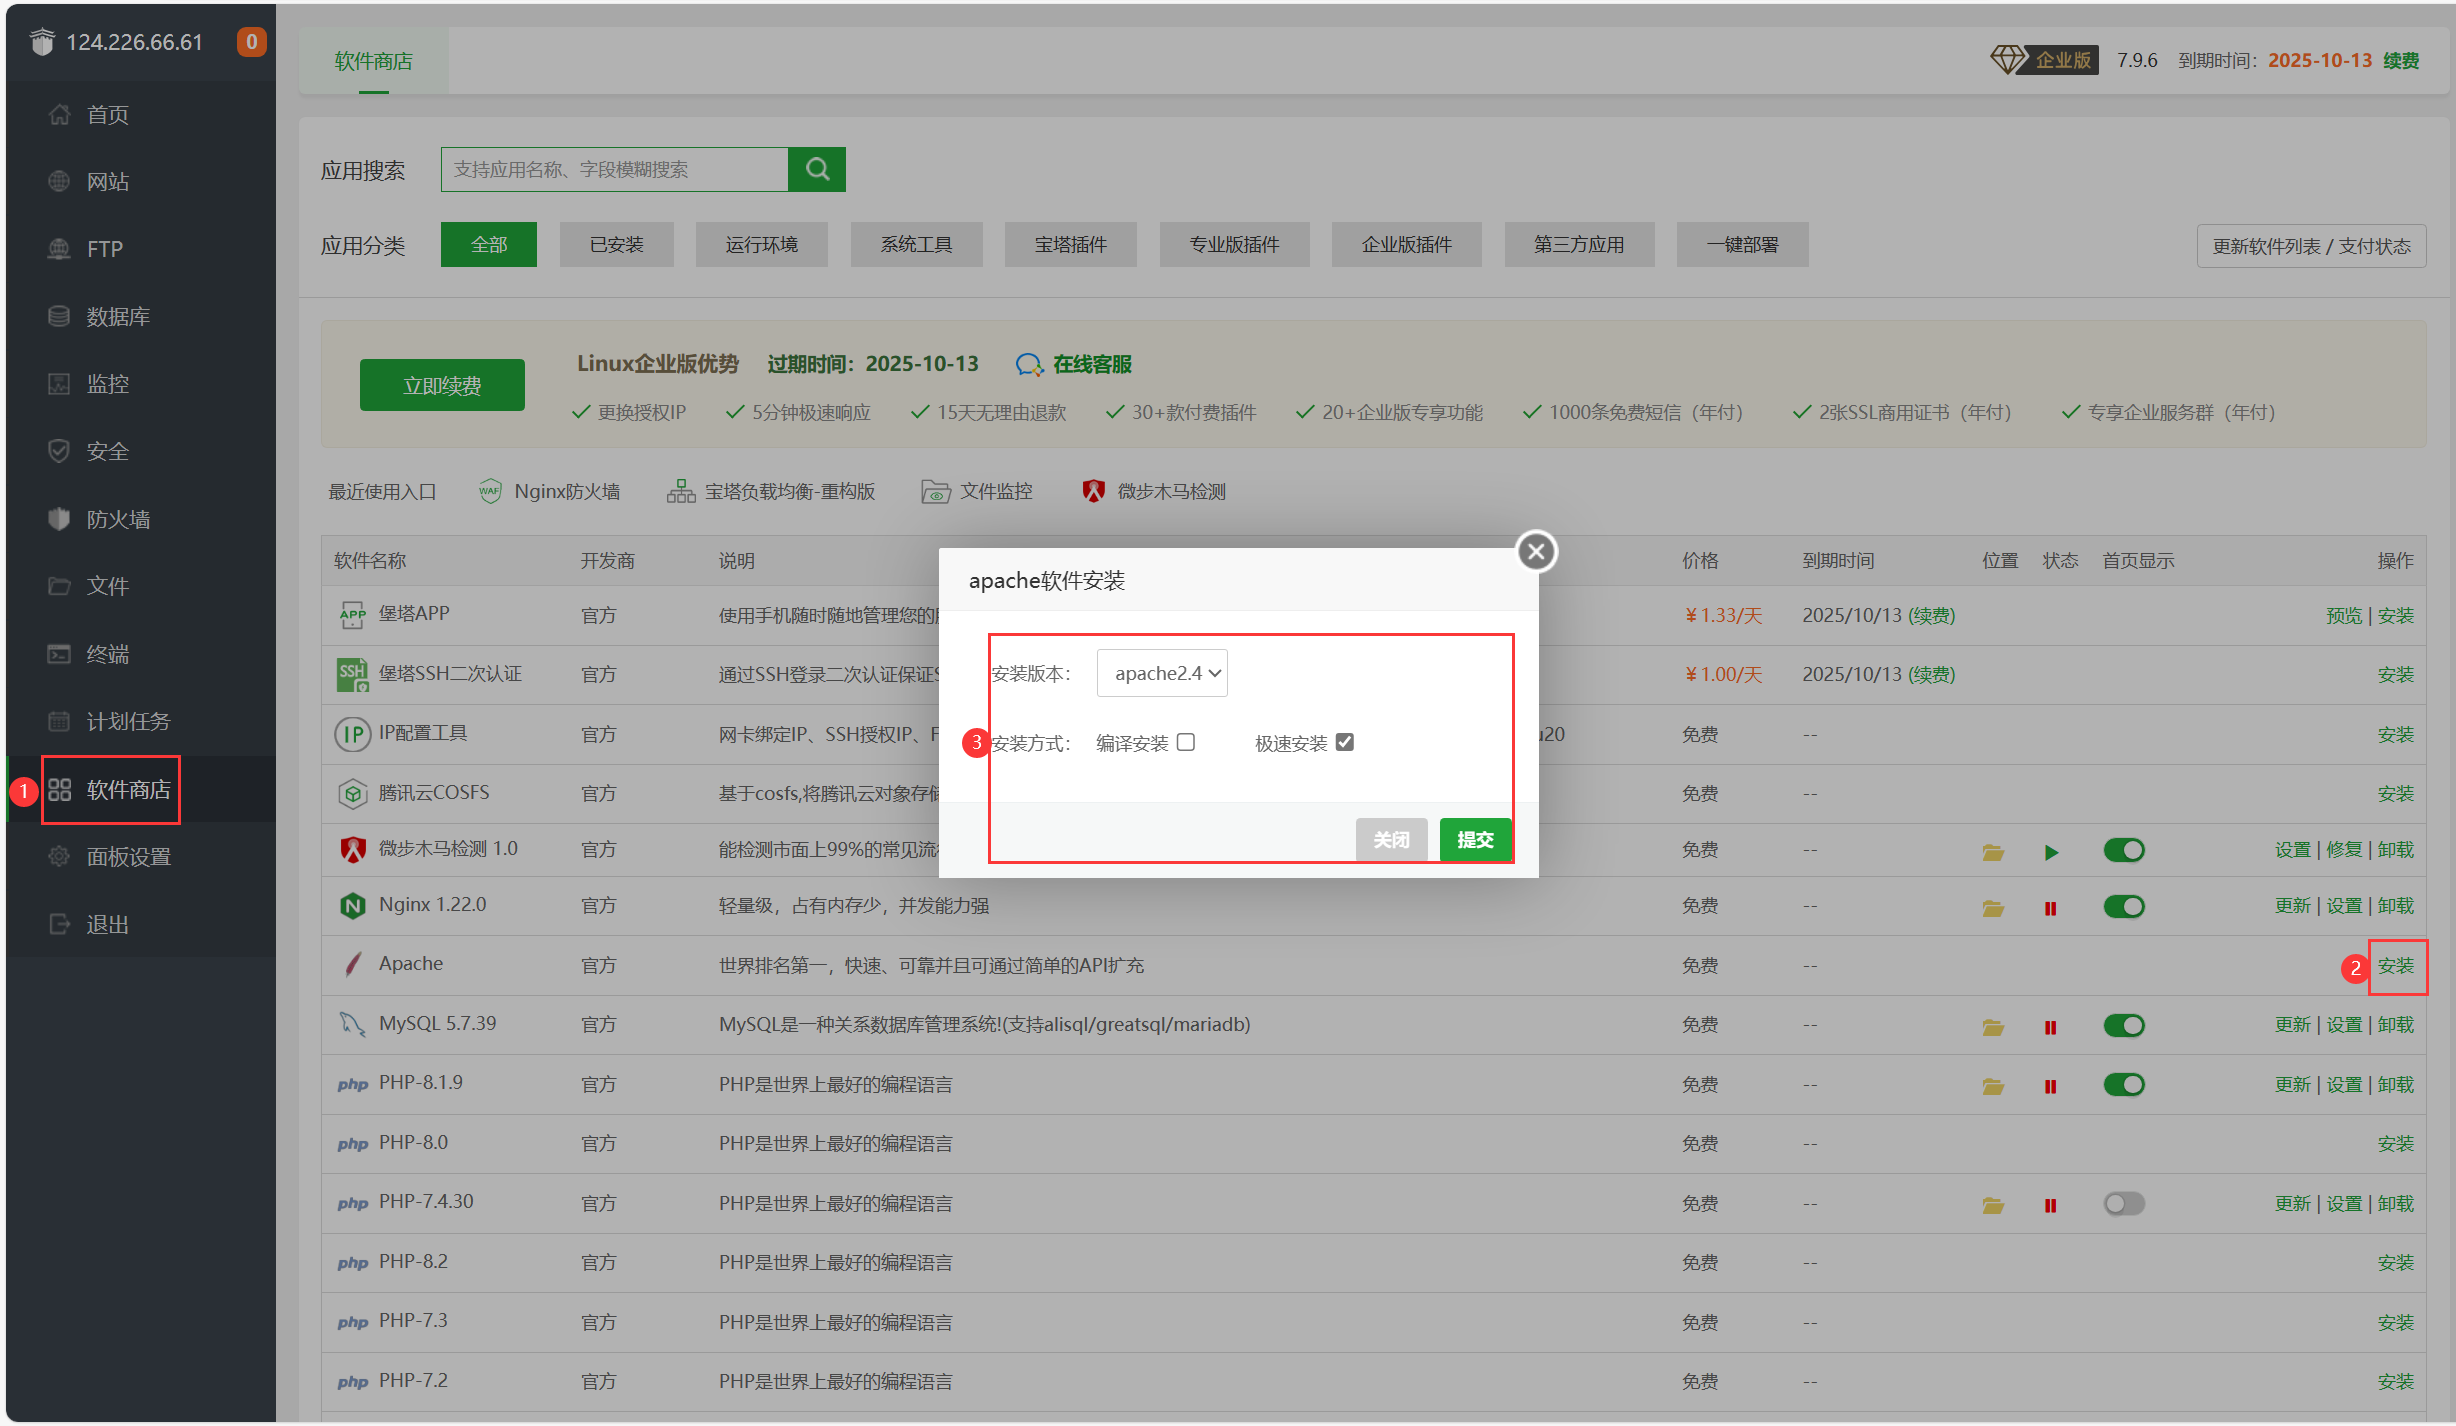 124.226.66.61 0
首页
网站
FTP
数据库
监控
安全
防火墙
文件
终端
计划任务
1 软件商店
面板设置
退出
软件商店
企业版 7.9.6 到期时间: 2025-10-13 续费
应用搜索 支持应用名称、字段模糊搜索
应用分类 全部 已安装 运行环境 系统工具 宝塔插件 专业版插件 企业版插件 第三方应用 一键部署 更新软件列表 / 支付状态
立即续费
Linux企业版优势 过期时间: 2025-10-13 在线客服
更换授权IP 5分钟极速响应 15天无理由退款 30+款付费插件 20+企业版专享功能 1000条免费短信（年付） 2张SSL商用证书（年付） 专享企业服务群（年付）
最近使用入口 WAF Nginx防火墙 宝塔负载均衡-重构版 文件监控 微步木马检测
软件名称 开发商 说明 价格 到期时间 位置 状态 首页显示 操作
APP 堡塔APP 官方 使用手机随时随地管理您的 ￥1.33/天 2025/10/13 (续费) 预览 | 安装
SSH 堡塔SSH二次认证 官方 通过SSH登录二次认证保证 ￥1.00/天 2025/10/13 (续费) 安装
IP IP配置工具 官方 网卡绑定IP、SSH授权IP、F 20 免费 -- 安装
腾讯云COSFS 官方 基于cosfs,将腾讯云对象存 免费 -- 安装
微步木马检测 1.0 官方 能检测市面上99%的常见流 免费 -- 设置 | 修复 | 卸载
N Nginx 1.22.0 官方 轻量级，占有内存少，并发能力强 免费 -- 更新 | 设置 | 卸载
Apache 官方 世界排名第一，快速、可靠并且可通过简单的API扩充 免费 -- 2 安装
MySQL 5.7.39 官方 MySQL是一种关系数据库管理系统!(支持alisql/greatsql/mariadb) 免费 -- 更新 | 设置 | 卸载
php PHP-8.1.9 官方 PHP是世界上最好的编程语言 免费 -- 更新 | 设置 | 卸载
php PHP-8.0 官方 PHP是世界上最好的编程语言 免费 -- 安装
php PHP-7.4.30 官方 PHP是世界上最好的编程语言 免费 -- 更新 | 设置 | 卸载
php PHP-8.2 官方 PHP是世界上最好的编程语言 免费 -- 安装
php PHP-7.3 官方 PHP是世界上最好的编程语言 免费 -- 安装
php PHP-7.2 官方 PHP是世界上最好的编程语言 免费 -- 安装
apache软件安装
安装版本: apache2.4
3 安装方式: 编译安装 极速安装
关闭 提交